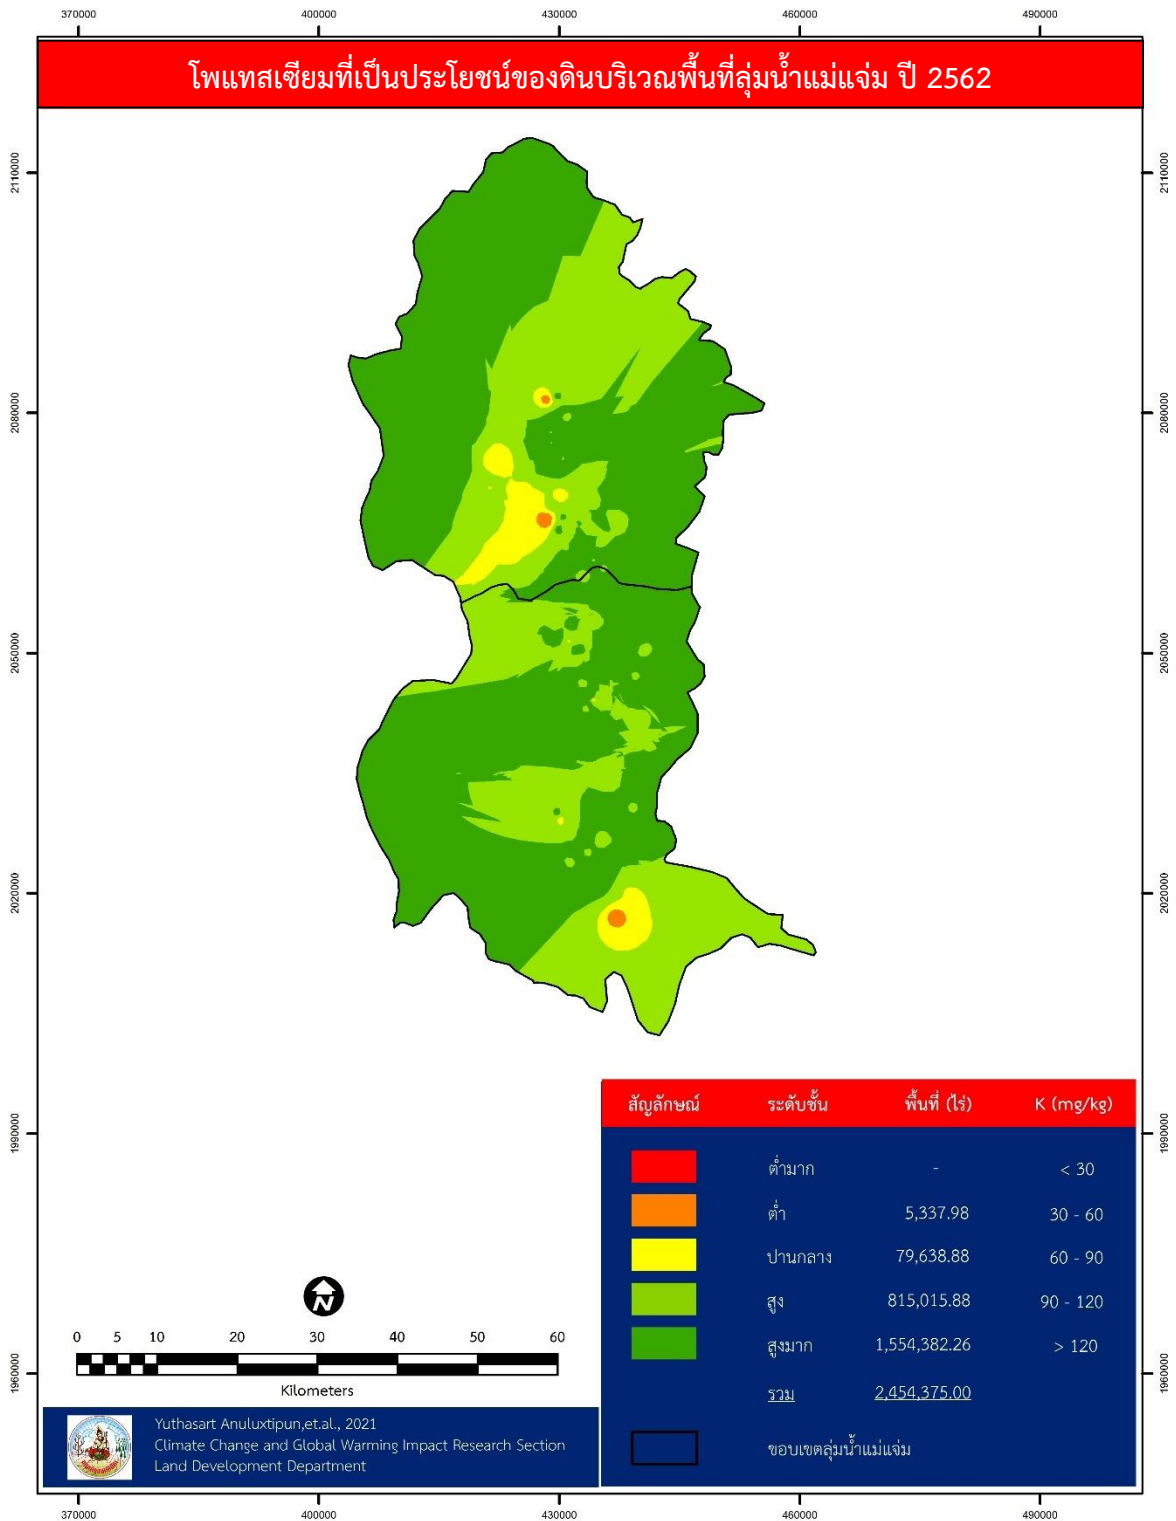 370000 400000 430000 460000 490000
โพแทสเซียมที่เป็นประโยชน์ของดินบริเวณพื้นที่ลุ่มน้ำแม่แจ่ม ปี 2562
2110000 2110000
2080000 2080000
2050000 2050000
2020000 2020000
1990000 1990000
1960000 1960000
สัญลักษณ์ ระดับชั้น พื้นที่ (ไร่) K (mg/kg)
ต่ำมาก - < 30
ต่ำ 5,337.98 30 - 60
ปานกลาง 79,638.88 60 - 90
สูง 815,015.88 90 - 120
สูงมาก 1,554,382.26 > 120
รวม 2,454,375.00
ขอบเขตลุ่มน้ำแม่แจ่ม
N
0 5 10 20 30 40 50 60
Kilometers
Yuthasart Anuluxtipun,et.al., 2021
Climate Change and Global Warming Impact Research Section
Land Development Department
370000 400000 430000 460000 490000